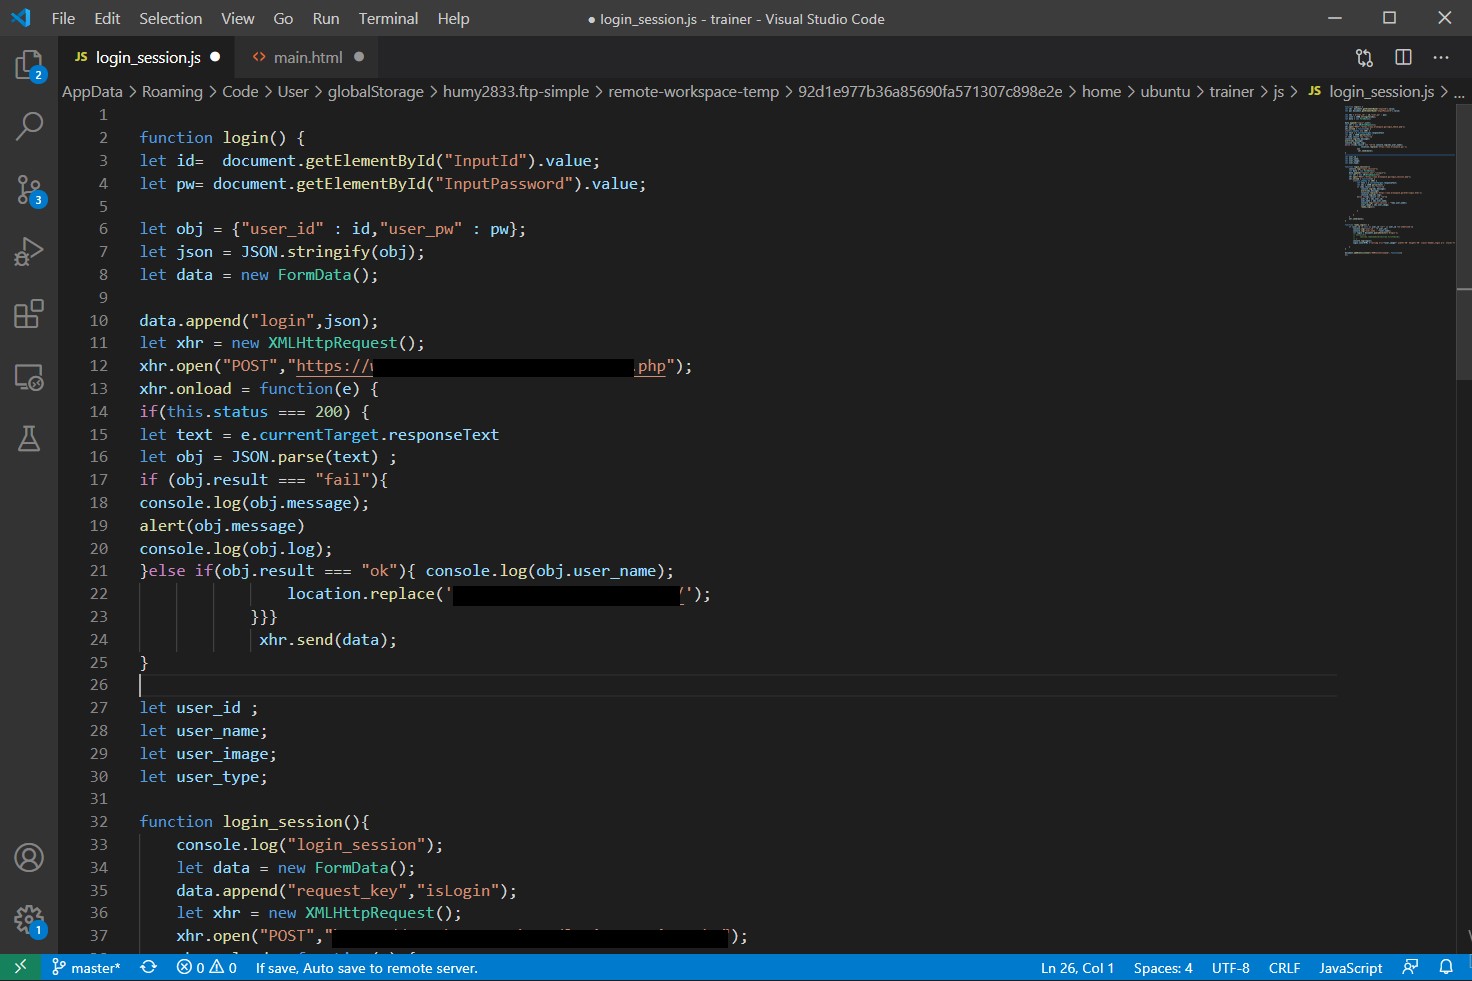 File Edit Selection View Go Run Terminal Help ● login_session.js - trainer - Visual Studio Code
JS login_session.js ● <> main.html ●
AppData > Roaming > Code > User > globalStorage > humy2833.ftp-simple > remote-workspace-temp > 92d1e977b36a85690fa571307c898e2e > home > ubuntu > trainer > js > JS login_session.js > ...
1
2 function login() {
3 let id=  document.getElementById("InputId").value;
4 let pw= document.getElementById("InputPassword").value;
5
6 let obj = {"user_id" : id,"user_pw" : pw};
7 let json = JSON.stringify(obj);
8 let data = new FormData();
9
10 data.append("login",json);
11 let xhr = new XMLHttpRequest();
12 xhr.open("POST","https:// .php");
13 xhr.onload = function(e) {
14 if(this.status === 200) {
15 let text = e.currentTarget.responseText
16 let obj = JSON.parse(text) ;
17 if (obj.result === "fail"){
18 console.log(obj.message);
19 alert(obj.message)
20 console.log(obj.log);
21 }else if(obj.result === "ok"){ console.log(obj.user_name);
22 location.replace(' /');
23 }}}
24 xhr.send(data);
25 }
26
27 let user_id ;
28 let user_name;
29 let user_image;
30 let user_type;
31
32 function login_session(){
33 console.log("login_session");
34 let data = new FormData();
35 data.append("request_key","isLogin");
36 let xhr = new XMLHttpRequest();
37 xhr.open("POST"," ");
2
3
1
master* 0 0 If save, Auto save to remote server. Ln 26, Col 1 Spaces: 4 UTF-8 CRLF JavaScript